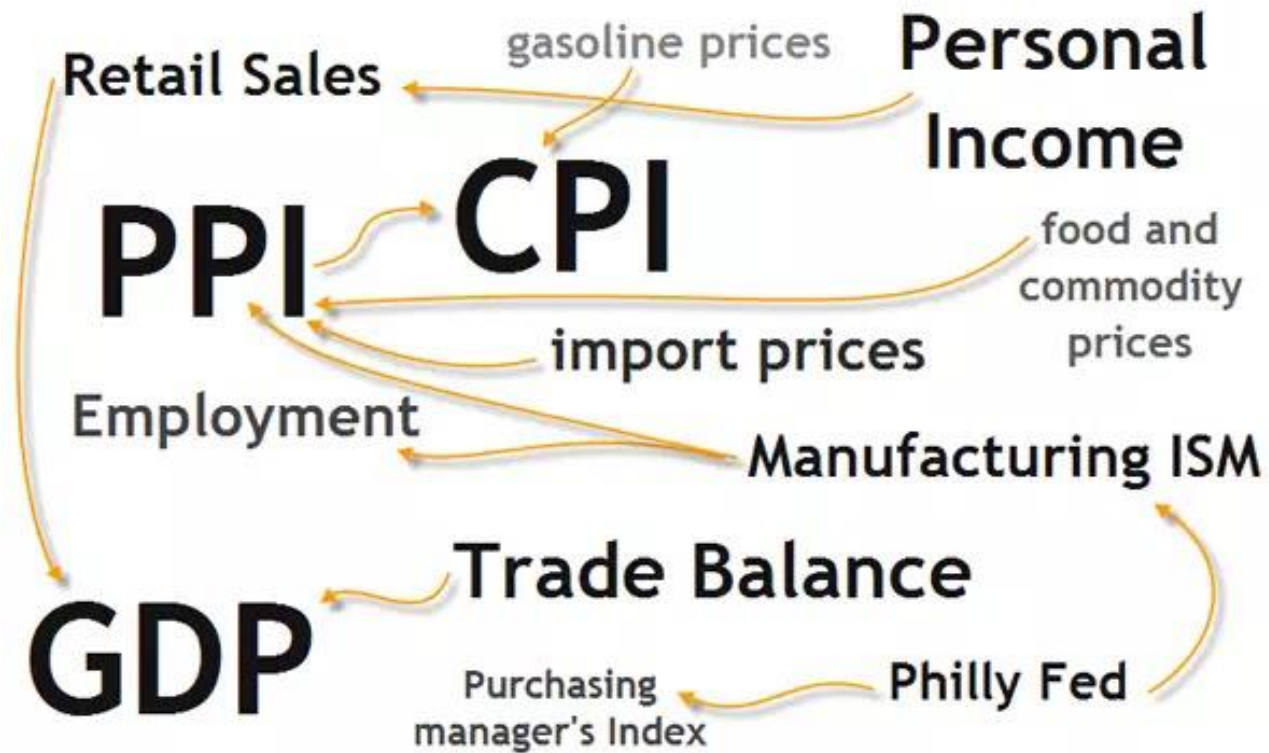 gasoline prices
Personal
Income
Retail Sales
CPI
PPI
food and
commodity
prices
import prices
Employment
Manufacturing ISM
Trade Balance
GDP
Purchasing
manager's Index
Philly Fed